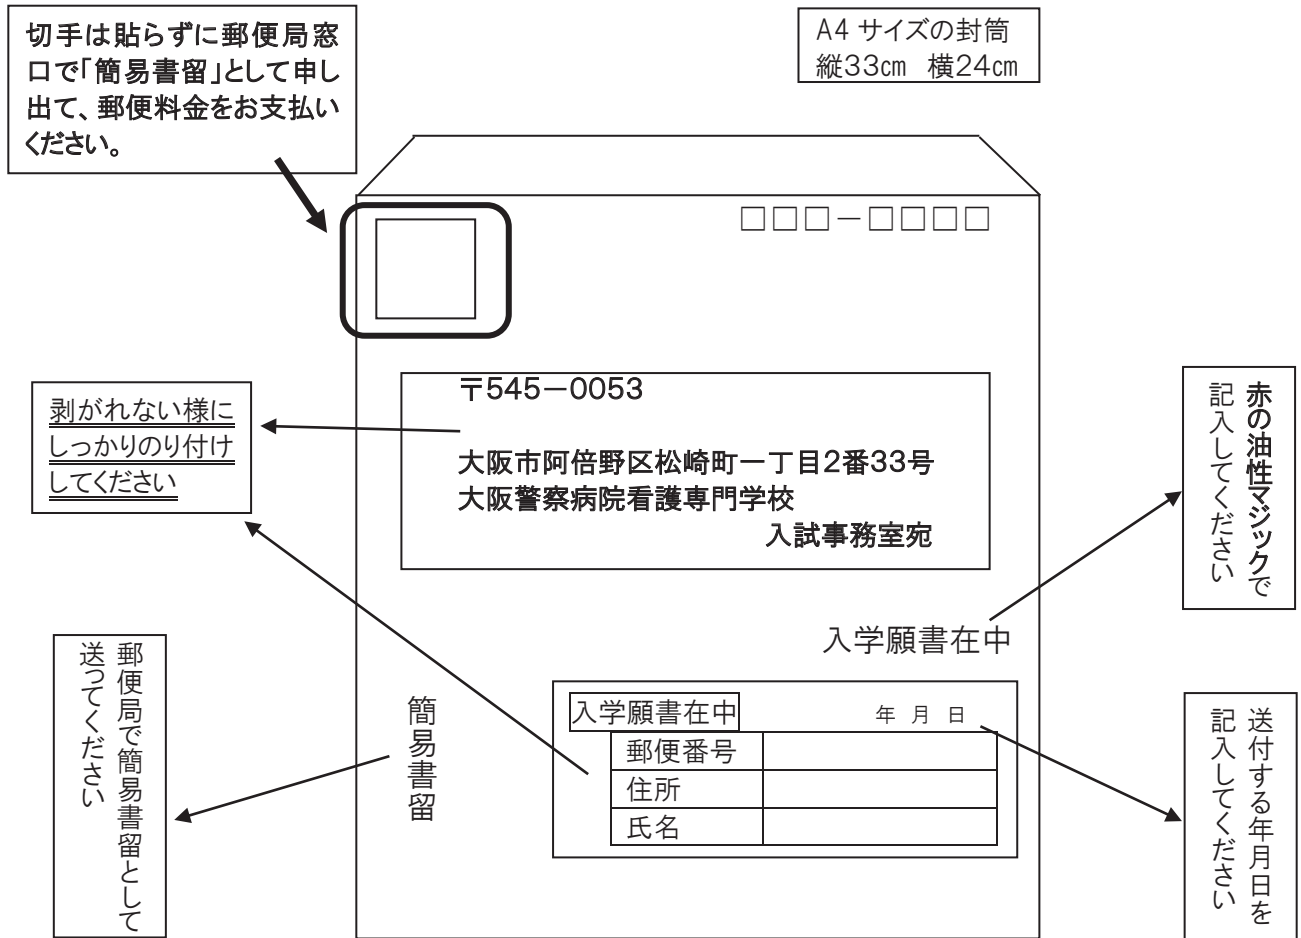 切手は貼らずに郵便局窓
口で「簡易書留」として申し
出て、郵便料金をお支払い
ください。
A4 サイズの封筒
縦33㎝ 横24㎝
□□□－□□□□
〒545－0053
大阪市阿倍野区松崎町一丁目2番33号
大阪警察病院看護専門学校
入試事務室宛
剥がれない様に
しっかりのり付け
してください
赤の油性マジックで
記入してください
入学願書在中
郵便局で簡易書留として
送ってください
簡易書留
入学願書在中 年 月 日
郵便番号
住所
氏名
送付する年月日を
記入してください